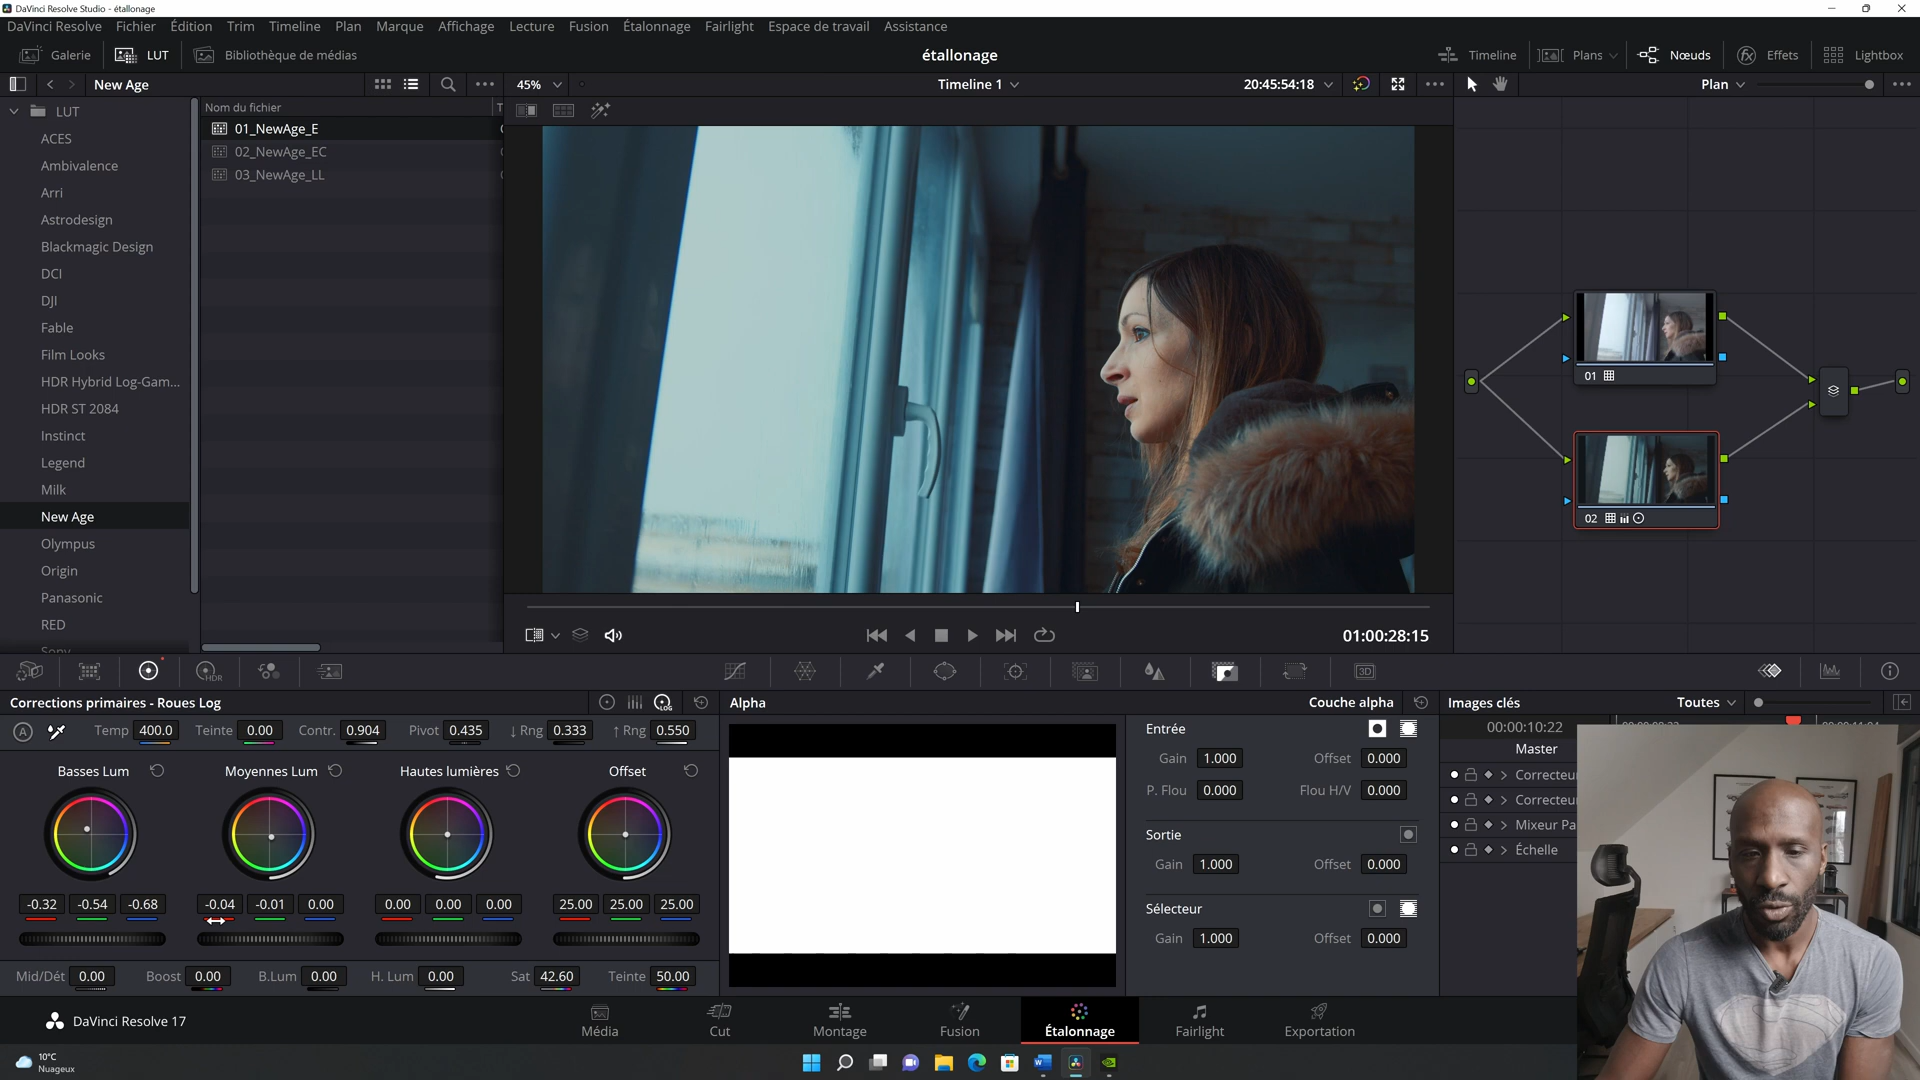 DaVinci Resolve Studio - étallonage
DaVinci Resolve Fichier Édition Trim Timeline Plan Marque Affichage Lecture Fusion Étalonnage Fairlight Espace de travail Assistance
Galerie LUT Bibliothèque de médias étallonage Timeline Plans Nœuds Effets Lightbox
New Age 45% Timeline 1 20:45:54:18 Plan
LUT
ACES
Ambivalence
Arri
Astrodesign
Blackmagic Design
DCI
DJI
Fable
Film Looks
HDR Hybrid Log-Gam...
HDR ST 2084
Instinct
Legend
Milk
New Age
Olympus
Origin
Panasonic
RED
Sony
Nom du fichier T
01_NewAge_E
02_NewAge_EC
03_NewAge_LL
01
02
01:00:28:15
HDR
3D
Corrections primaires - Roues Log
LOG
A Temp 400.0 Teinte 0.00 Contr. 0.904 Pivot 0.435 ↓ Rng 0.333 ↑ Rng 0.550
Basses Lum Moyennes Lum Hautes lumières Offset
-0.32 -0.54 -0.68 -0.04 -0.01 0.00 0.00 0.00 0.00 25.00 25.00 25.00
Mid/Dét 0.00 Boost 0.00 B.Lum 0.00 H. Lum 0.00 Sat 42.60 Teinte 50.00
Alpha Couche alpha
Entrée
Gain 1.000 Offset 0.000
P. Flou 0.000 Flou H/V 0.000
Sortie
Gain 1.000 Offset 0.000
Sélecteur
Gain 1.000 Offset 0.000
Images clés Toutes
00:00:10:22
Master
Correcteu
Correcteu
Mixeur Pa
Échelle
DaVinci Resolve 17
Média Cut Montage Fusion Étalonnage Fairlight Exportation
10°C
Nuageux